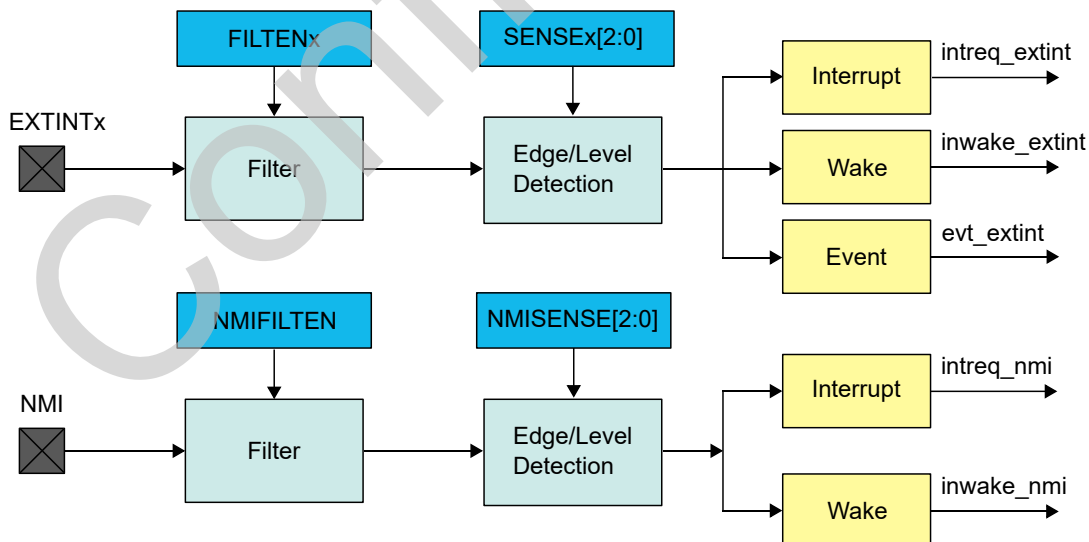 FILTENx
SENSEx[2:0]
intreq_extint
Interrupt
EXTINTx
Edge/Level
Detection
inwake_extint
Filter
Wake
evt_extint
Event
NMIFILTEN
NMISENSE[2:0]
intreq_nmi
Interrupt
NMI
Edge/Level
Detection
Filter
inwake_nmi
Wake